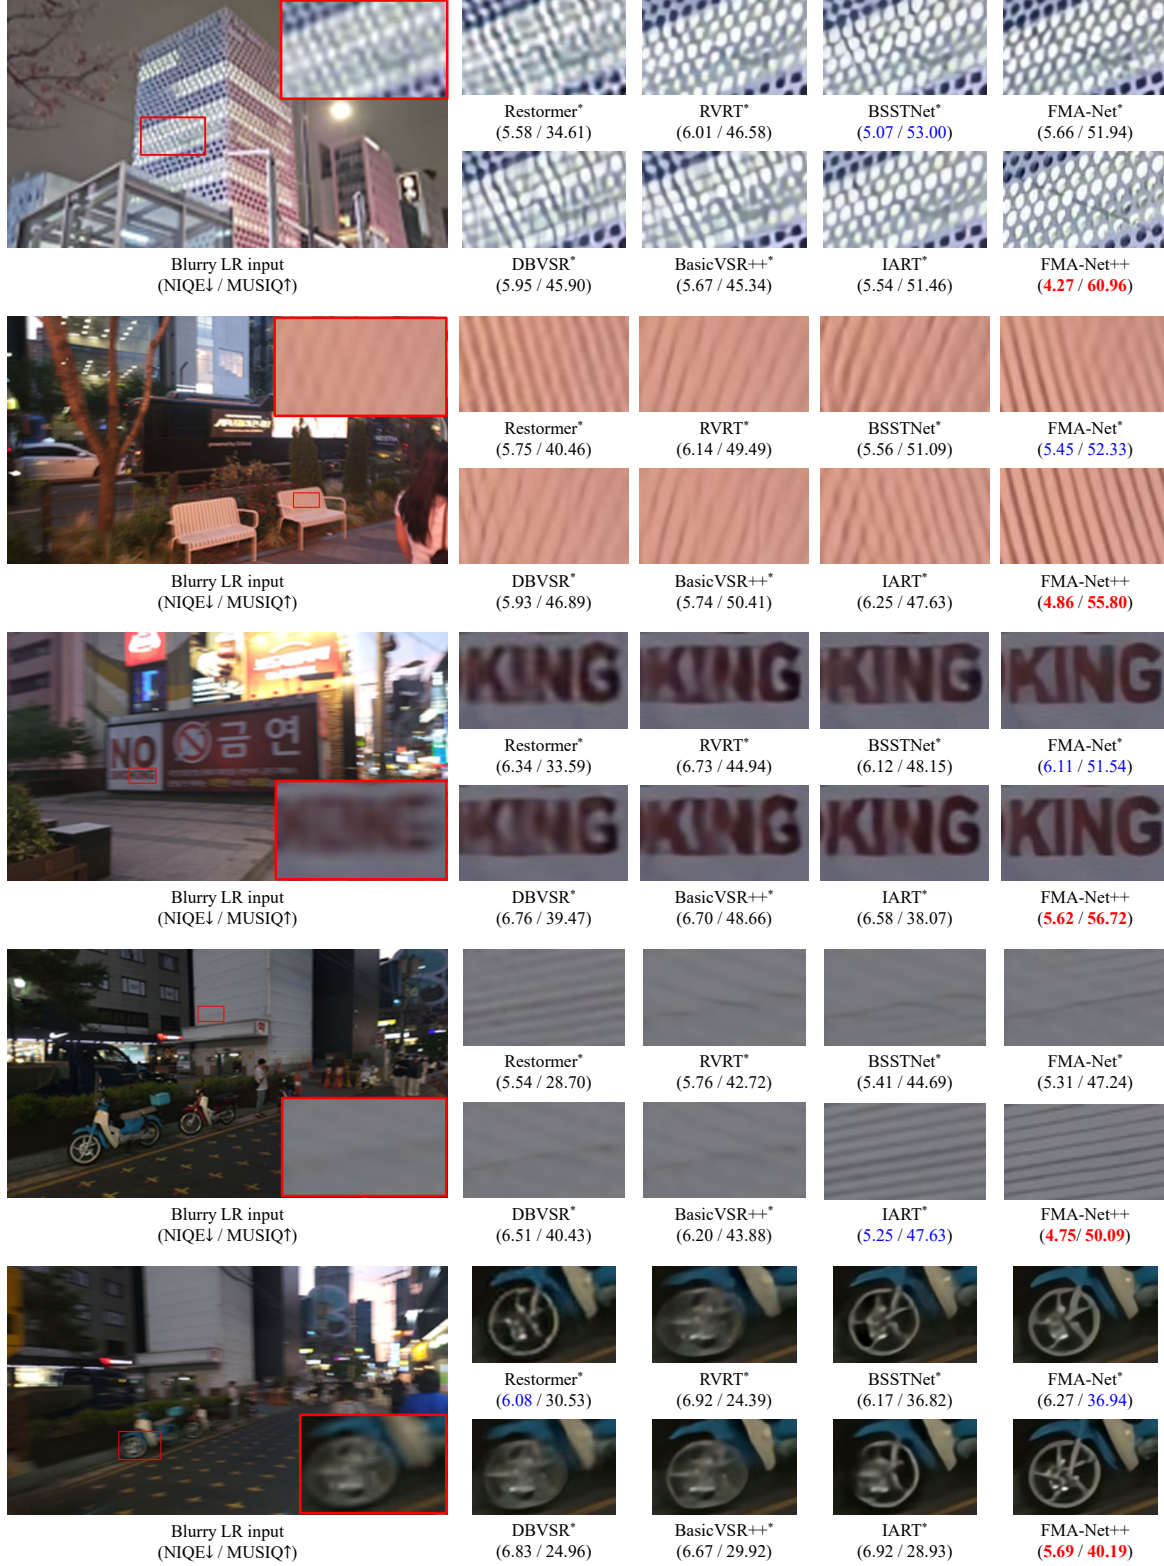 Restormer*
RVRT*
BSSTNet*
FMA-Net*
(5.58 / 34.61)
(6.01 / 46.58)
(5.07 / 53.00)
(5.66 / 51.94)
Blurry LR input
DBVSR*
BasicVSR++*
IART*
FMA-Net++
(NIQE↓ / MUSIQ↑)
(5.95 / 45.90)
(5.67 / 45.34)
(5.54 / 51.46)
(4.27 / 60.96)
Restormer*
RVRT*
BSSTNet*
FMA-Net*
(5.75 / 40.46)
(6.14 / 49.49)
(5.56 / 51.09)
(5.45 / 52.33)
Blurry LR input
DBVSR*
BasicVSR++*
IART*
FMA-Net++
(NIQE↓ / MUSIQ↑)
(5.93 / 46.89)
(5.74 / 50.41)
(6.25 / 47.63)
(4.86 / 55.80)
NO
금연
KING
KING
KING
KING
Restormer*
RVRT*
BSSTNet*
FMA-Net*
(6.34 / 33.59)
(6.73 / 44.94)
(6.12 / 48.15)
(6.11 / 51.54)
KING
KING
KING
KING
Blurry LR input
DBVSR*
BasicVSR++*
IART*
FMA-Net++
(NIQE↓ / MUSIQ↑)
(6.76 / 39.47)
(6.70 / 48.66)
(6.58 / 38.07)
(5.62 / 56.72)
Restormer*
RVRT*
BSSTNet*
FMA-Net*
(5.54 / 28.70)
(5.76 / 42.72)
(5.41 / 44.69)
(5.31 / 47.24)
Blurry LR input
DBVSR*
BasicVSR++*
IART*
FMA-Net++
(NIQE↓ / MUSIQ↑)
(6.51 / 40.43)
(6.20 / 43.88)
(5.25 / 47.63)
(4.75/ 50.09)
Restormer*
RVRT*
BSSTNet*
FMA-Net*
(6.08 / 30.53)
(6.92 / 24.39)
(6.17 / 36.82)
(6.27 / 36.94)
Blurry LR input
DBVSR*
BasicVSR++*
IART*
FMA-Net++
(NIQE↓ / MUSIQ↑)
(6.83 / 24.96)
(6.67 / 29.92)
(6.92 / 28.93)
(5.69 / 40.19)